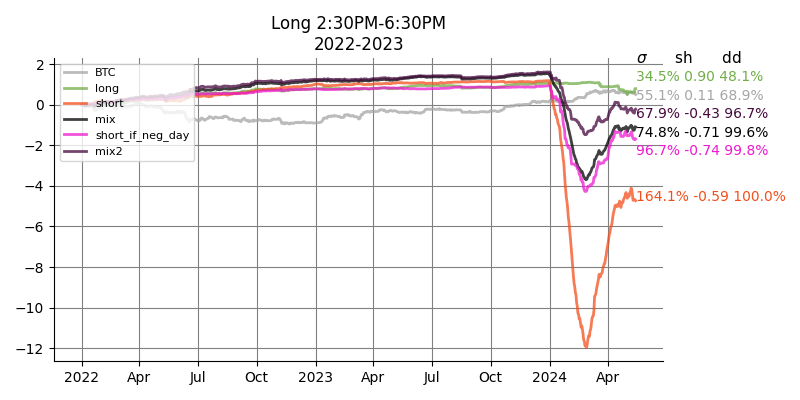 Long 2:30PM-6:30PM
2022-2023
σ sh dd
34.5% 0.90 48.1%
55.1% 0.11 68.9%
67.9% -0.43 96.7%
74.8% -0.71 99.6%
96.7% -0.74 99.8%
164.1% -0.59 100.0%
BTC
long
short
mix
short_if_neg_day
mix2
2
0
−2
−4
−6
−8
−10
−12
2022 Apr Jul Oct 2023 Apr Jul Oct 2024 Apr